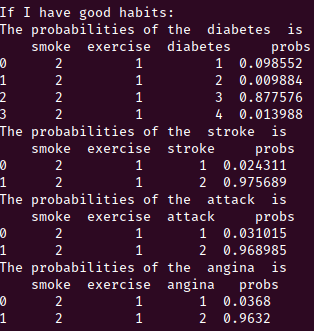 If I have good habits:
The probabilities of the  diabetes  is
    smoke  exercise  diabetes     probs
0       2         1         1  0.098552
1       2         1         2  0.009884
2       2         1         3  0.877576
3       2         1         4  0.013988
The probabilities of the  stroke  is
    smoke  exercise  stroke     probs
0       2         1       1  0.024311
1       2         1       2  0.975689
The probabilities of the  attack  is
    smoke  exercise  attack     probs
0       2         1       1  0.031015
1       2         1       2  0.968985
The probabilities of the  angina  is
    smoke  exercise  angina   probs
0       2         1       1  0.0368
1       2         1       2  0.9632